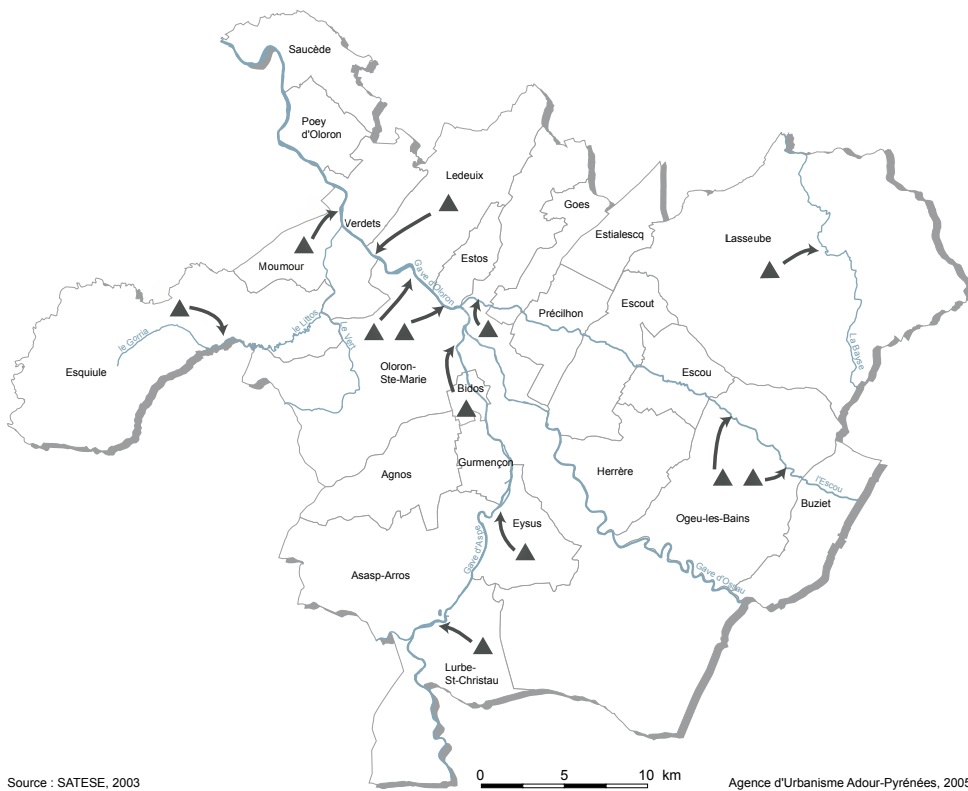 Saucède
Poey
d'Oloron
Ledeuix
Goes
Verdets
Estialescq
Lasseube
Moumour
Estos
Gave d'Oloron
Escout
Précilhon
le Gorria
le Littos
Le Vert
La Bayse
Esquiule
Oloron-
Ste-Marie
Escou
Bidos
Gurmençon
Agnos
Herrère
l'Escou
Buziet
Ogeu-les-Bains
Eysus
Gave d'Aspe
Asasp-Arros
Gave d'Ossau
Lurbe-
St-Christau
Source : SATESE, 2003
0 5 10 km
Agence d'Urbanisme Adour-Pyrénées, 2005